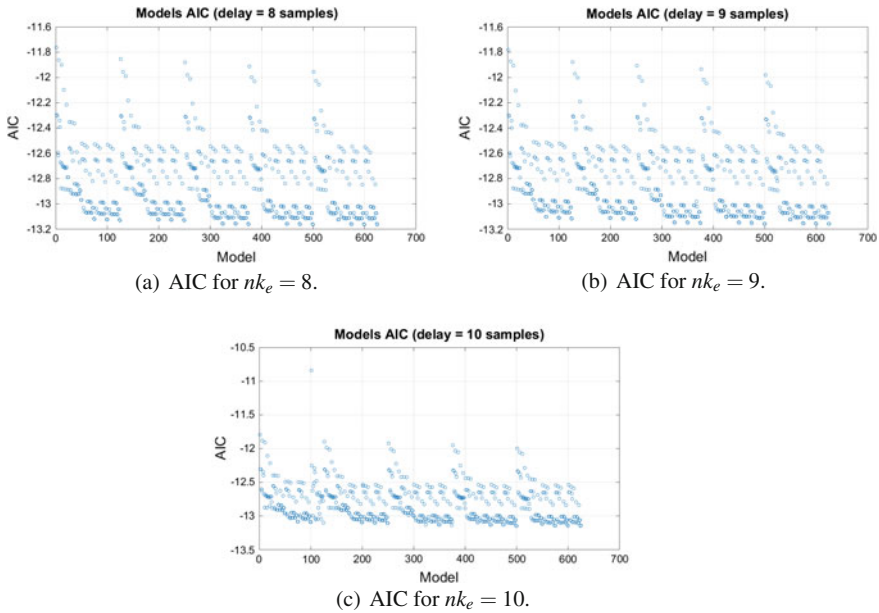 Models AIC (delay = 8 samples)
-11.6
-11.8
-12
-12.2
-12.4
-12.6
-12.8
-13
-13.2
AIC
0 100 200 300 400 500 600 700
Model
(a) AIC for nkₑ = 8.
Models AIC (delay = 9 samples)
-11.6
-11.8
-12
-12.2
-12.4
-12.6
-12.8
-13
-13.2
AIC
0 100 200 300 400 500 600 700
Model
(b) AIC for nkₑ = 9.
Models AIC (delay = 10 samples)
-10.5
-11
-11.5
-12
-12.5
-13
-13.5
AIC
0 100 200 300 400 500 600 700
Model
(c) AIC for nkₑ = 10.